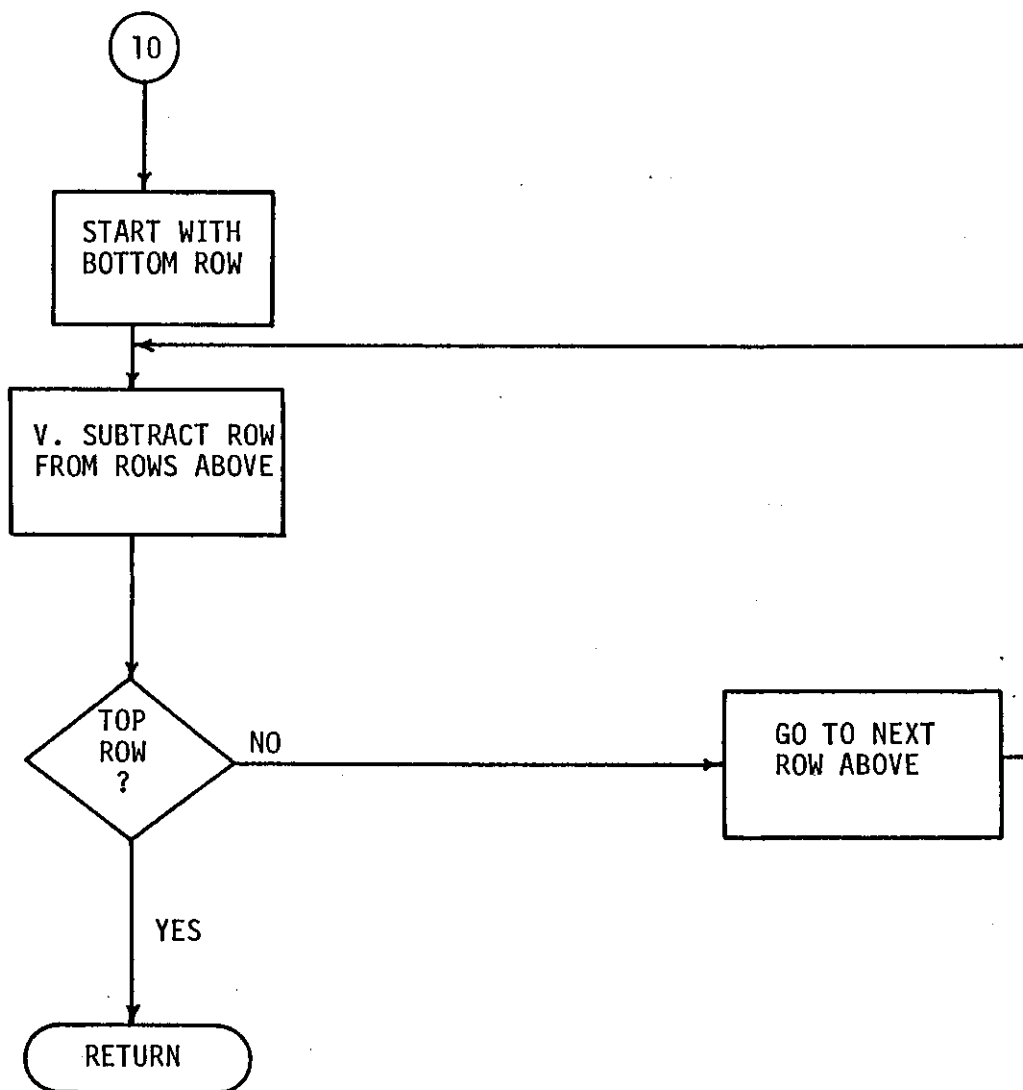 10
START WITH
BOTTOM ROW
V. SUBTRACT ROW
FROM ROWS ABOVE
TOP
ROW
?
NO
GO TO NEXT
ROW ABOVE
YES
RETURN